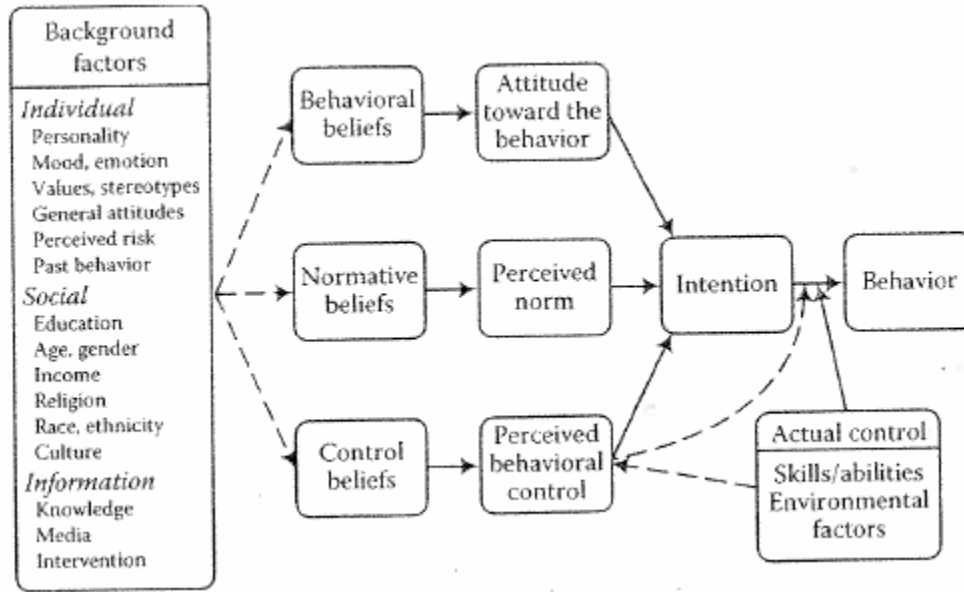 Background
factors
Individual
Personality
Mood, emotion
Values, stereotypes
General attitudes
Perceived risk
Past behavior
Social
Education
Age, gender
Income
Religion
Race, ethnicity
Culture
Information
Knowledge
Media
Intervention
Behavioral
beliefs
Attitude
toward the
behavior
Normative
beliefs
Perceived
norm
Intention
Behavior
Control
beliefs
Perceived
behavioral
control
Actual control
Skills/abilities
Environmental
factors